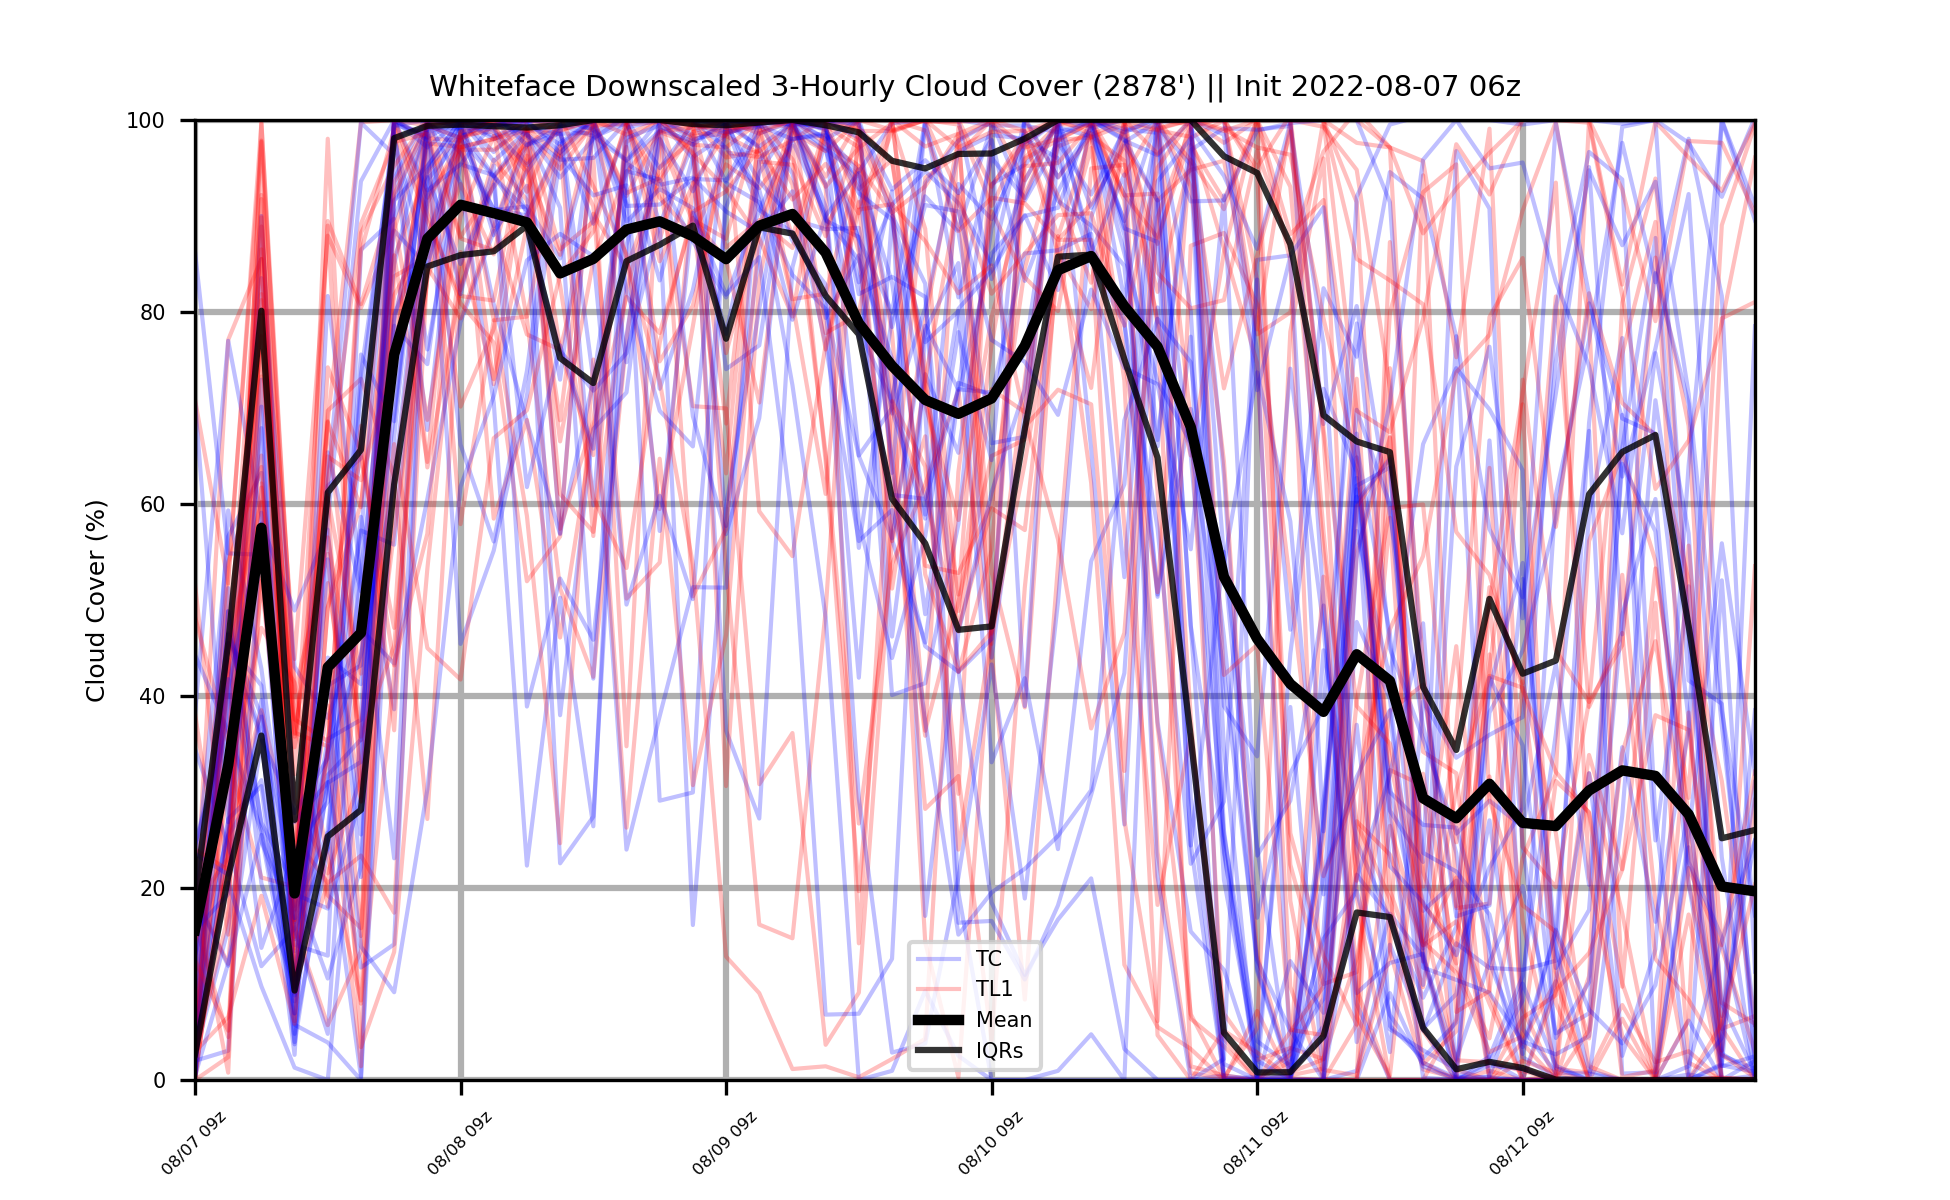 Whiteface Downscaled 3-Hourly Cloud Cover (2878') || Init 2022-08-07 06z
Cloud Cover (%)
100
80
60
40
20
0
TC
TL1
Mean
IQRs
08/07 09z
08/08 09z
08/09 09z
08/10 09z
08/11 09z
08/12 09z